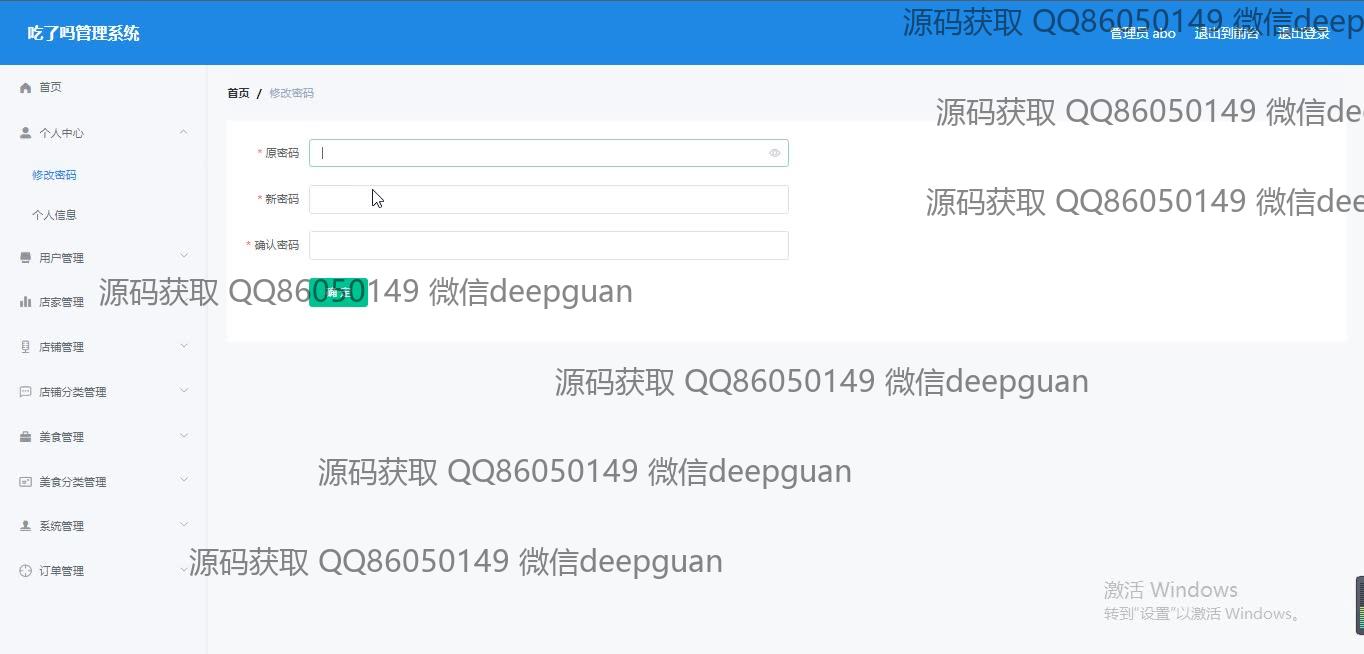 吃了吗管理系统
源码获取 QQ86050149 微信deep
管理员 abo 退出到前台 退出登录
首页
个人中心
修改密码
个人信息
用户管理
店家管理
店铺管理
店铺分类管理
美食管理
美食分类管理
系统管理
订单管理
首页 / 修改密码
源码获取 QQ86050149 微信de
* 原密码
* 新密码
源码获取 QQ86050149 微信dee
* 确认密码
确定
源码获取 QQ86050149 微信deepguan
源码获取 QQ86050149 微信deepguan
源码获取 QQ86050149 微信deepguan
源码获取 QQ86050149 微信deepguan
激活 Windows
转到"设置"以激活 Windows。